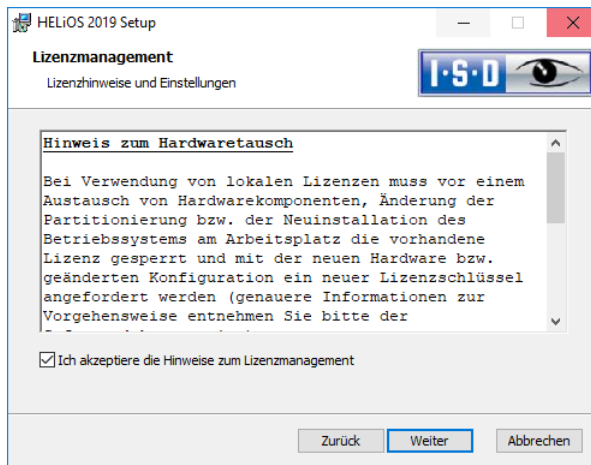 HELiOS 2019 Setup
Lizenzmanagement
Lizenzhinweise und Einstellungen
I·S·D
Hinweis zum Hardwaretausch
Bei Verwendung von lokalen Lizenzen muss vor einem
Austausch von Hardwarekomponenten, Änderung der
Partitionierung bzw. der Neuinstallation des
Betriebssystems am Arbeitsplatz die vorhandene
Lizenz gesperrt und mit der neuen Hardware bzw.
geänderten Konfiguration ein neuer Lizenzschlüssel
angefordert werden (genauere Informationen zur
Vorgehensweise entnehmen Sie bitte der
Ich akzeptiere die Hinweise zum Lizenzmanagement
Zurück Weiter Abbrechen